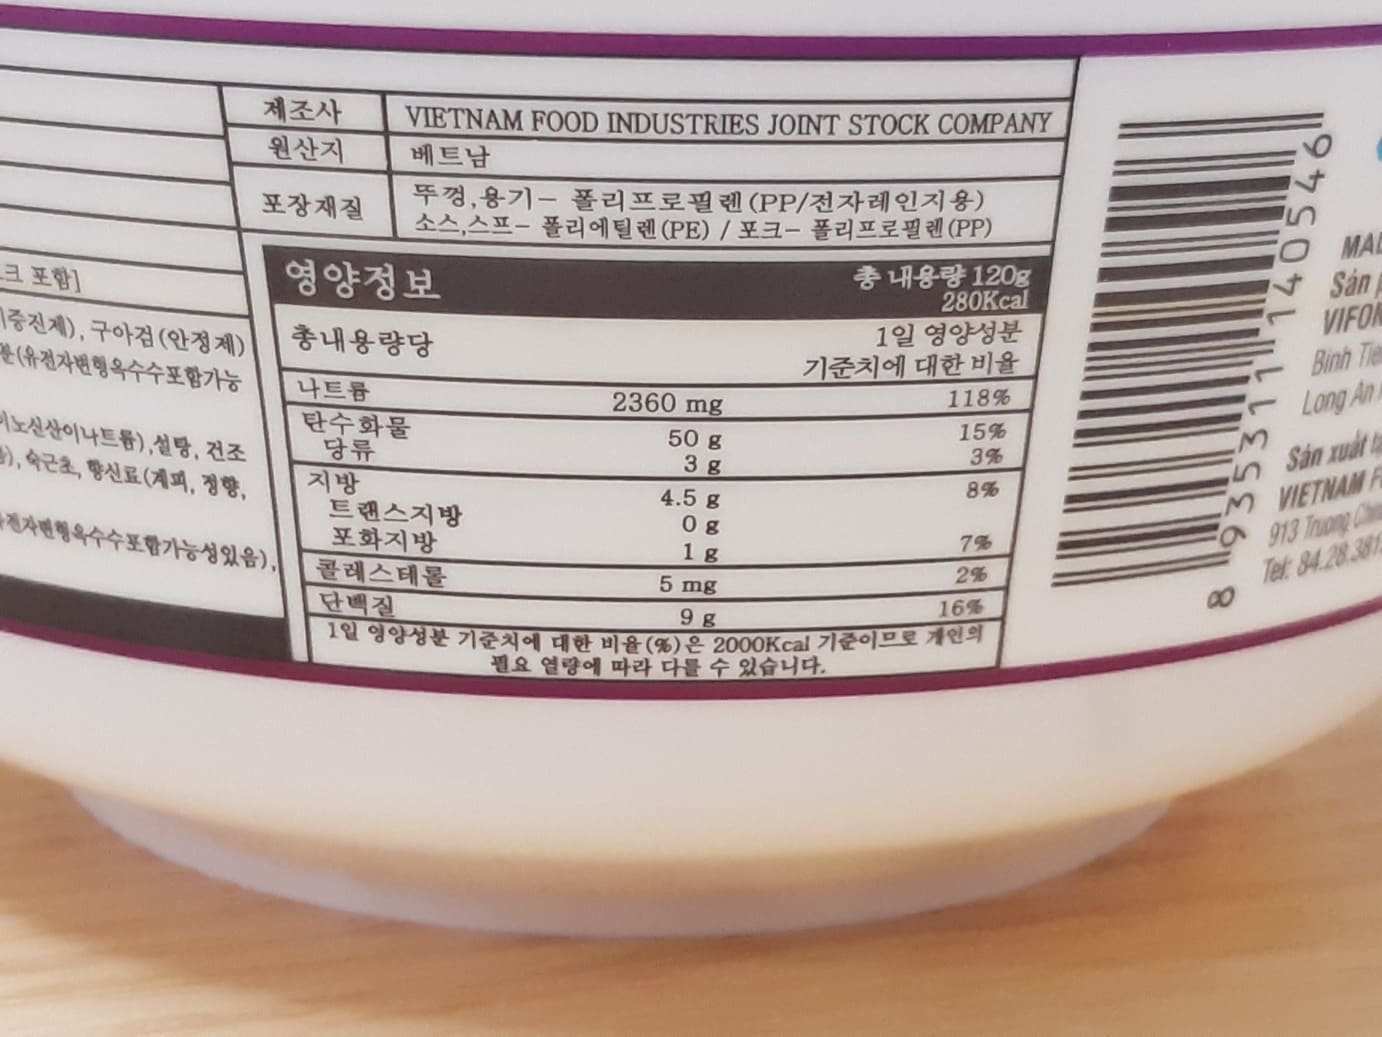 제조사 VIETNAM FOOD INDUSTRIES JOINT STOCK COMPANY
원산지 베트남
포장재질 뚜껑,용기- 폴리프로필렌(PP/전자레인지용)
소스,스프- 폴리에틸렌(PE) / 포크- 폴리프로필렌(PP)
크 포함]
증진제), 구아검(안정제)
(유전자변형옥수수포함가능
이노신산이나트륨),설탕, 건조
숙근초, 향신료(계피, 정향,
전자변형옥수수포함가능성있음),
영양정보 총 내용량 120g
280Kcal
총내용량당 1일 영양성분
기준치에 대한 비율
나트륨 2360 mg 118%
탄수화물 50 g 15%
당류 3 g 3%
지방 4.5 g 8%
트랜스지방 0 g
포화지방 1 g 7%
콜레스테롤 5 mg 2%
단백질 9 g 16%
1일 영양성분 기준치에 대한 비율(%)은 2000Kcal 기준이므로 개인의
필요 열량에 따라 다를 수 있습니다.
8 935311 140546
Sản
VIFON
Bình
Long An
Sản xuất
VIETNAM
913 Truong
Tel: 84.28.381